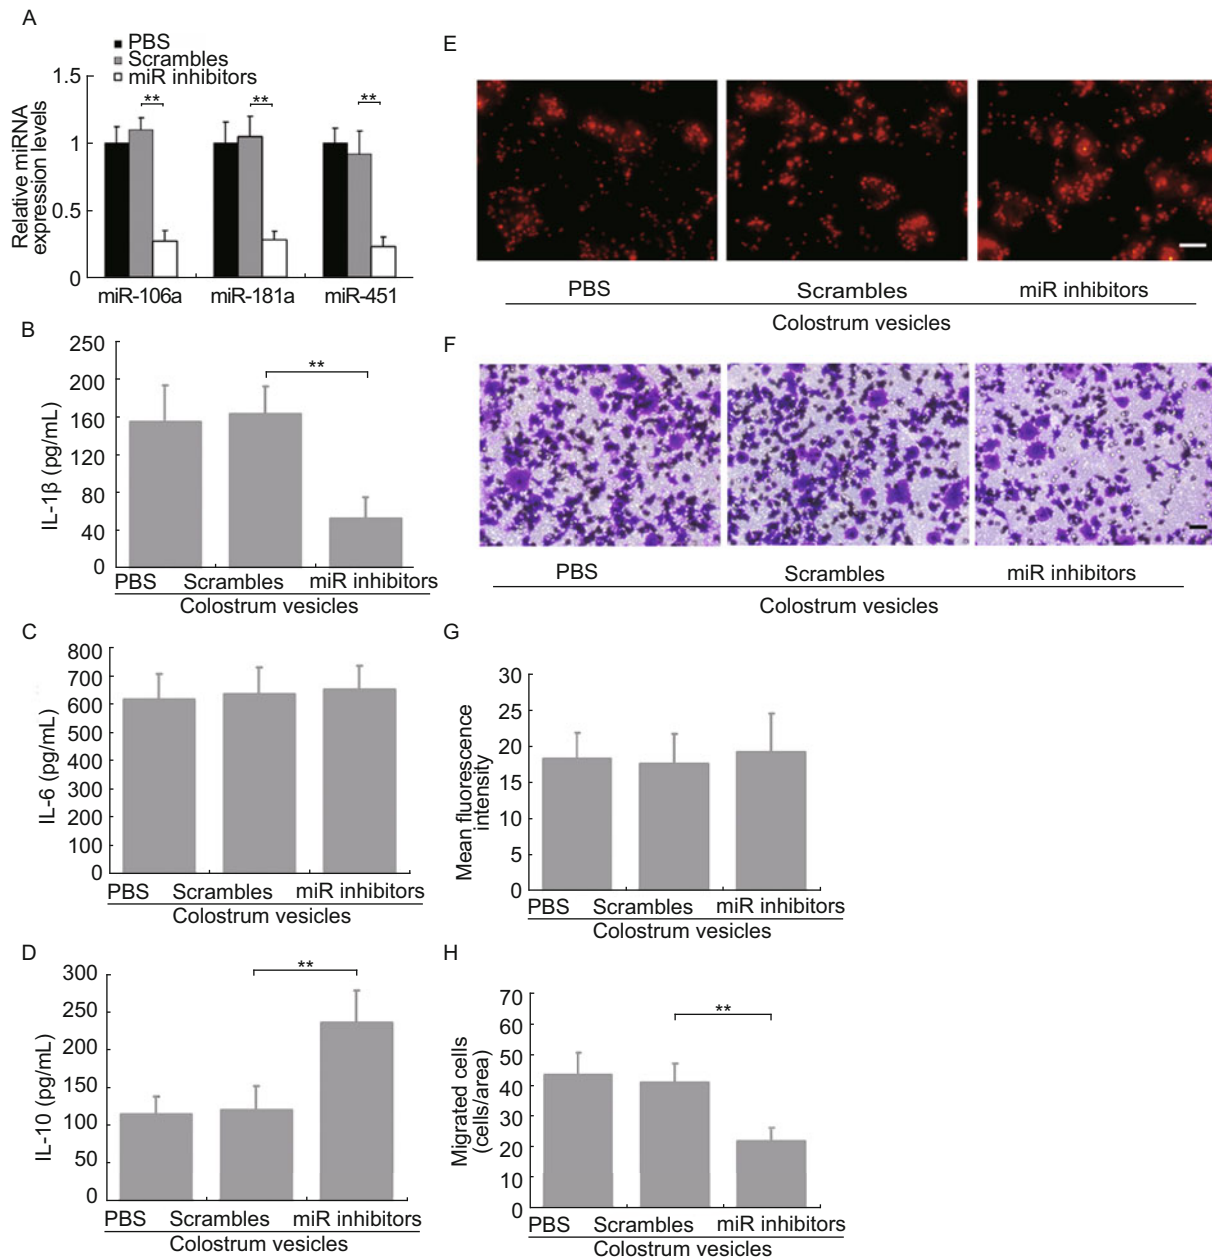 A
PBS
Scrambles
miR inhibitors
Relative miRNA
expression levels
1.5
1
0.5
0
** ** **
miR-106a miR-181a miR-451
B
IL-1β (pg/mL)
250
200
160
120
80
40
0
**
PBS Scrambles miR inhibitors
Colostrum vesicles
C
IL-6 (pg/mL)
800
700
600
500
400
300
200
100
0
PBS Scrambles miR inhibitors
Colostrum vesicles
D
IL-10 (pg/mL)
300
250
200
150
100
50
0
**
PBS Scrambles miR inhibitors
Colostrum vesicles
E
PBS Scrambles miR inhibitors
Colostrum vesicles
F
PBS Scrambles miR inhibitors
Colostrum vesicles
G
Mean fluorescence
intensity
30
25
20
15
10
5
0
PBS Scrambles miR inhibitors
Colostrum vesicles
H
Migrated cells
(cells/area)
70
60
50
40
30
20
10
0
**
PBS Scrambles miR inhibitors
Colostrum vesicles